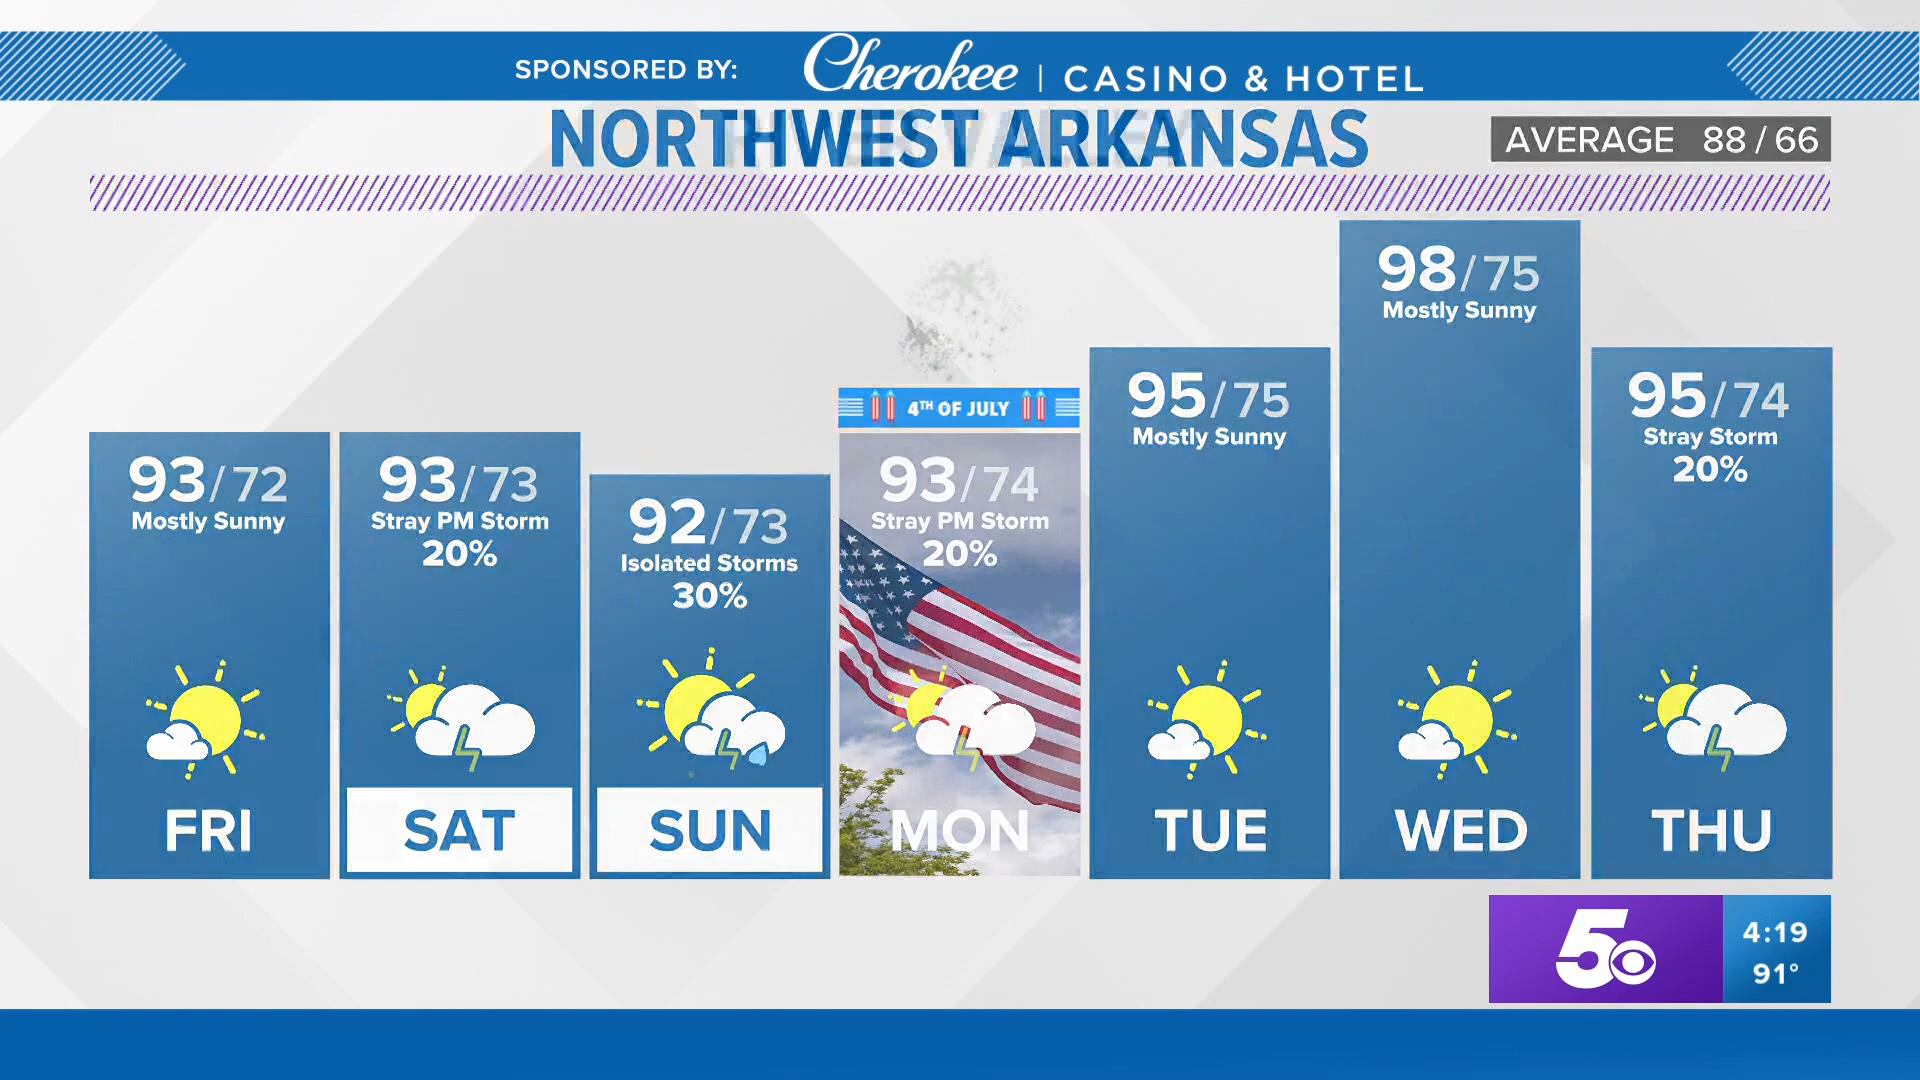 SPONSORED BY: Cherokee | CASINO & HOTEL
NORTHWEST ARKANSAS
AVERAGE 88 / 66
93/72
Mostly Sunny
FRI
93/73
Stray PM Storm
20%
SAT
92/73
Isolated Storms
30%
SUN
4TH OF JULY
93/74
Stray PM Storm
20%
MON
95/75
Mostly Sunny
TUE
98/75
Mostly Sunny
WED
95/74
Stray Storm
20%
THU
5
4:19
91°